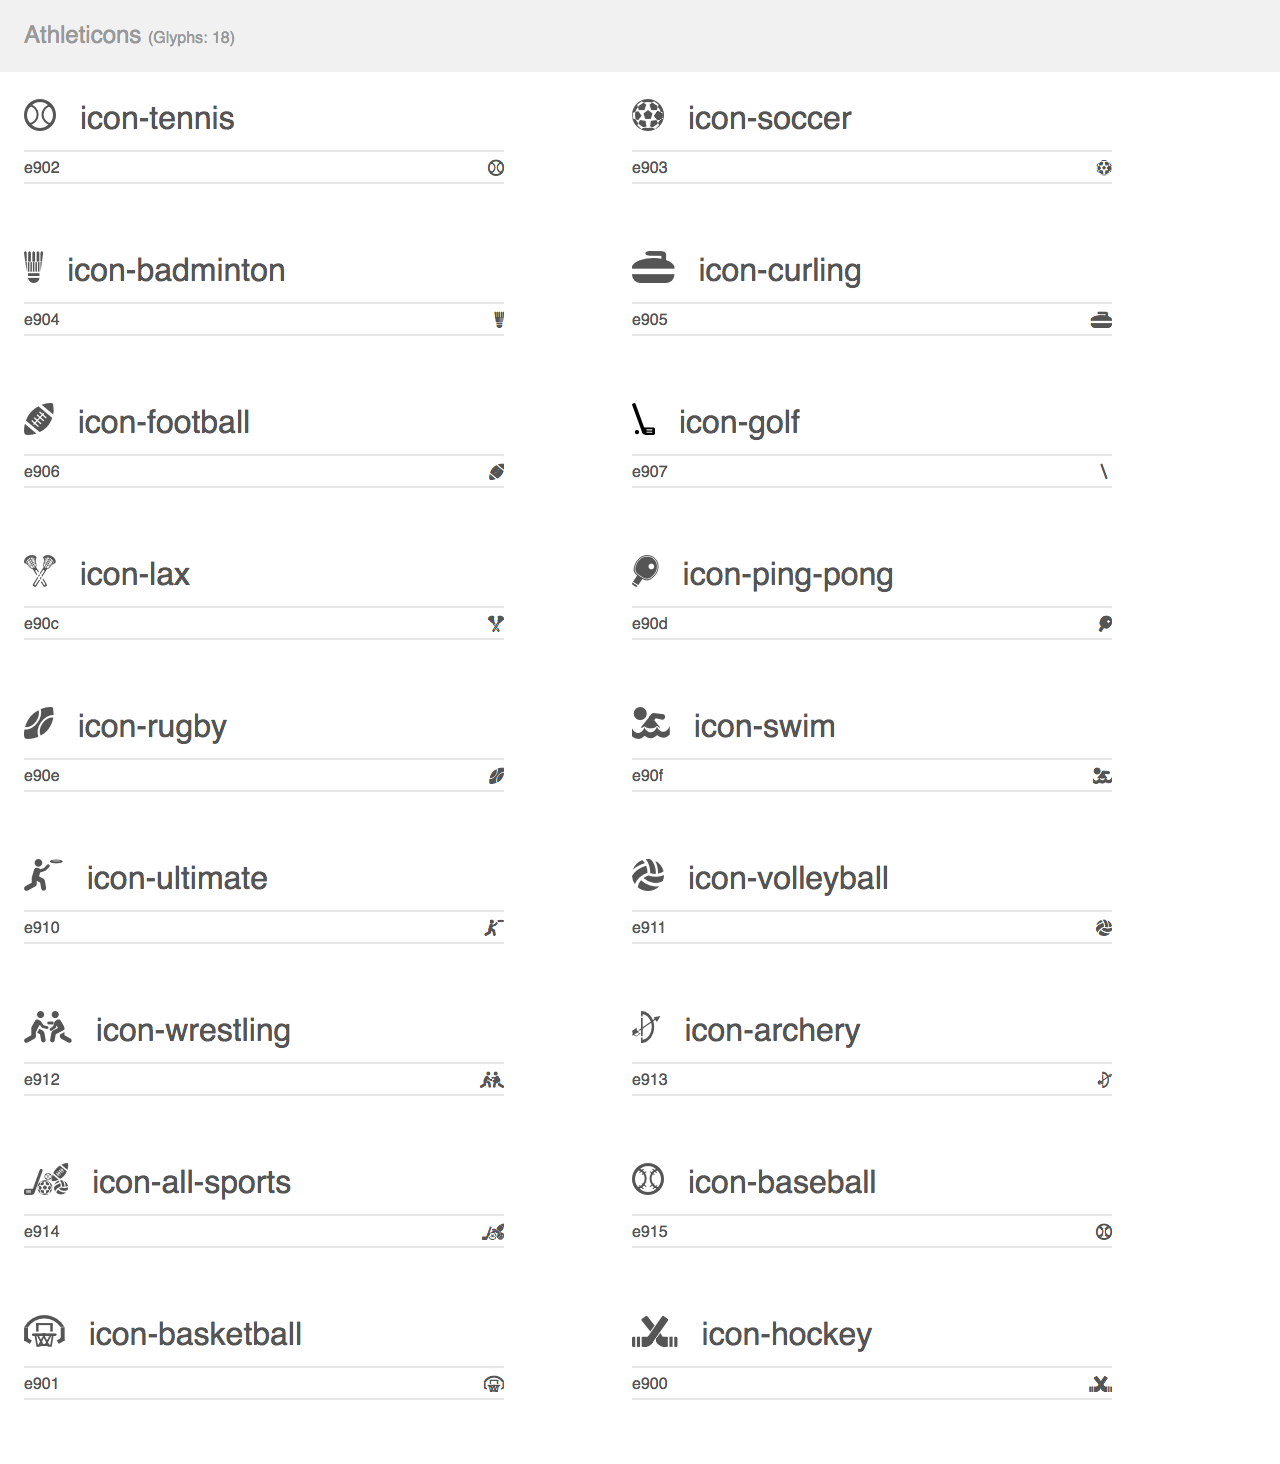 Athleticons (Glyphs: 18)
icon-tennis
e902
icon-soccer
e903
icon-badminton
e904
icon-curling
e905
icon-football
e906
icon-golf
e907
icon-lax
e90c
icon-ping-pong
e90d
icon-rugby
e90e
icon-swim
e90f
icon-ultimate
e910
icon-volleyball
e911
icon-wrestling
e912
icon-archery
e913
icon-all-sports
e914
icon-baseball
e915
icon-basketball
e901
icon-hockey
e900